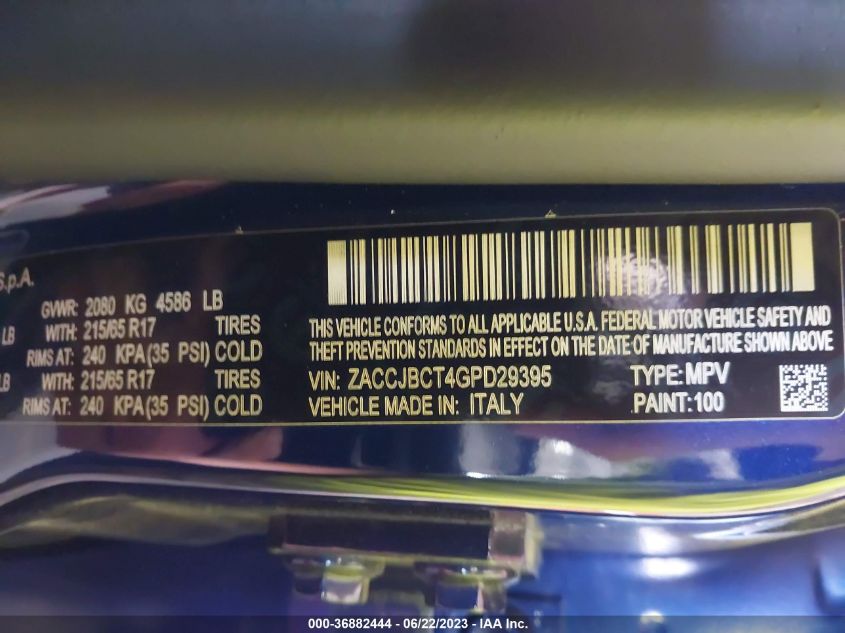 S.p.A.
GVWR: 2080 KG 4586 LB
LB WITH: 215/65 R17 TIRES
RIMS AT: 240 KPA(35 PSI) COLD
LB WITH: 215/65 R17 TIRES
RIMS AT: 240 KPA(35 PSI) COLD
THIS VEHICLE CONFORMS TO ALL APPLICABLE U.S.A. FEDERAL MOTOR VEHICLE SAFETY AND
THEFT PREVENTION STANDARDS IN EFFECT ON THE DATE OF MANUFACTURE SHOWN ABOVE
VIN: ZACCJBCT4GPD29395 TYPE: MPV
VEHICLE MADE IN: ITALY PAINT: 100
000-36882444 / 06/22/2023 - IAA Inc.